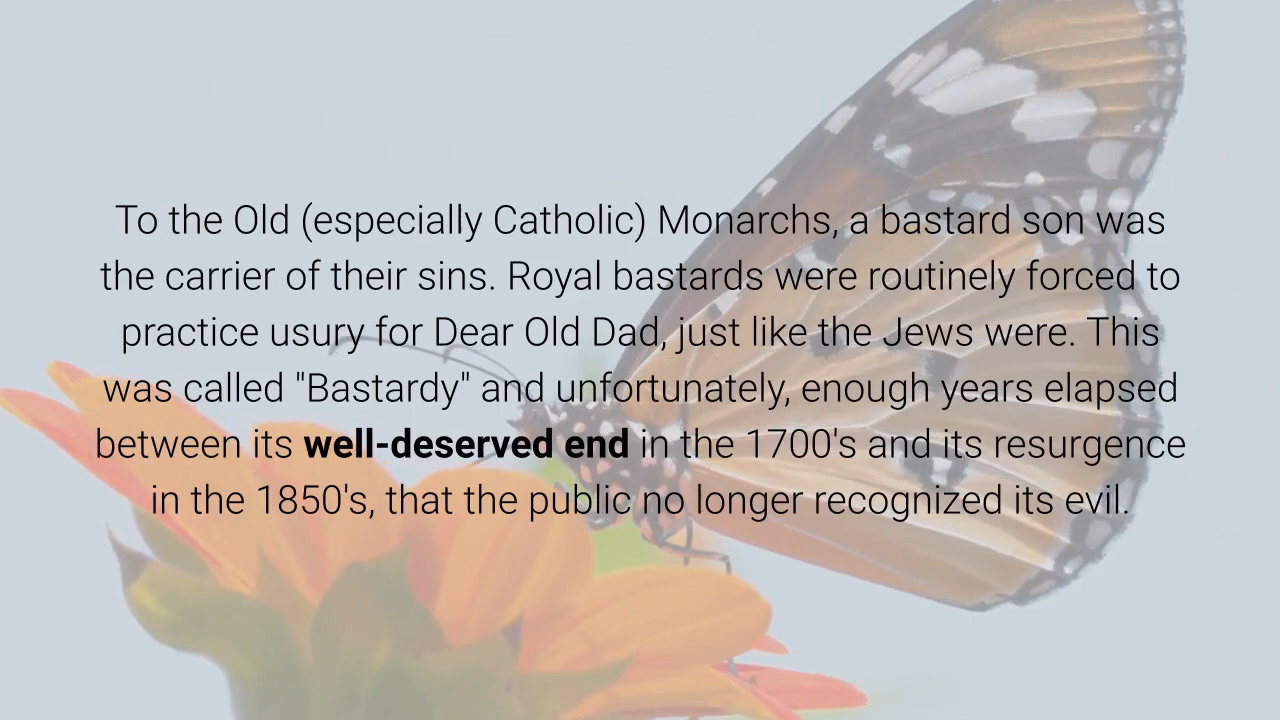 To the Old (especially Catholic) Monarchs, a bastard son was
the carrier of their sins. Royal bastards were routinely forced to
practice usury for Dear Old Dad, just like the Jews were. This
was called "Bastardy" and unfortunately, enough years elapsed
between its well-deserved end in the 1700's and its resurgence
in the 1850's, that the public no longer recognized its evil.